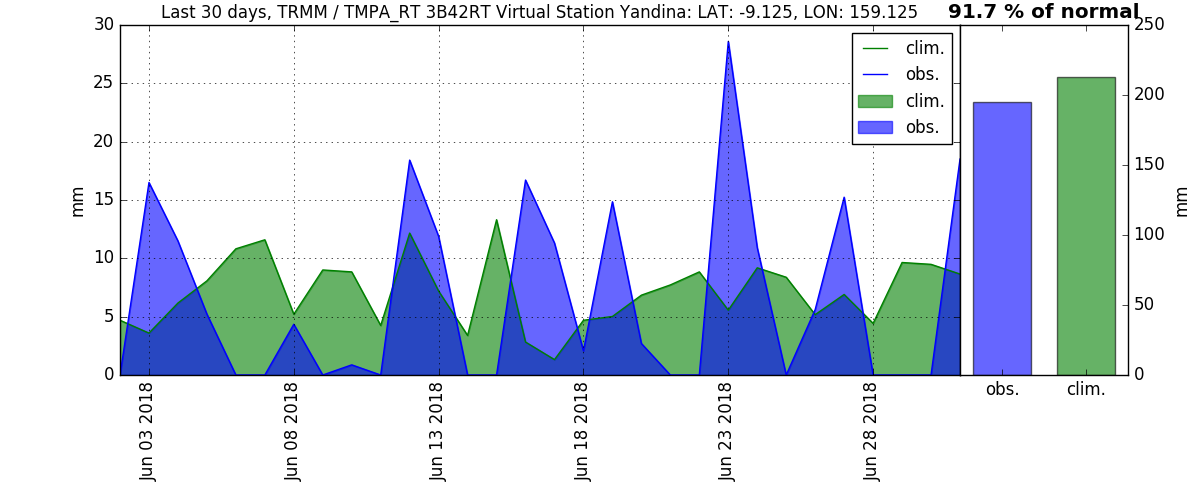 Last 30 days, TRMM / TMPA_RT 3B42RT Virtual Station Yandina: LAT: -9.125, LON: 159.125
91.7 % of normal
30
25
20
15
10
5
0
mm
clim.
obs.
clim.
obs.
Jun 03 2018
Jun 08 2018
Jun 13 2018
Jun 18 2018
Jun 23 2018
Jun 28 2018
250
200
150
100
50
0
mm
obs.
clim.